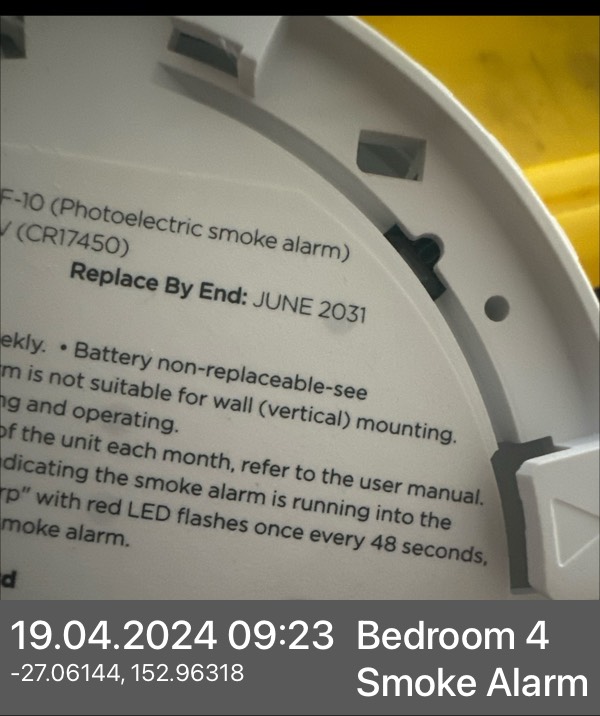 F-10 (Photoelectric smoke alarm)
V (CR17450)
Replace By End: JUNE 2031
ekly. • Battery non-replaceable-see
m is not suitable for wall (vertical) mounting.
ng and operating.
of the unit each month, refer to the user manual.
dicating the smoke alarm is running into the
rp" with red LED flashes once every 48 seconds,
moke alarm.
d
19.04.2024 09:23
-27.06144, 152.96318
Bedroom 4
Smoke Alarm